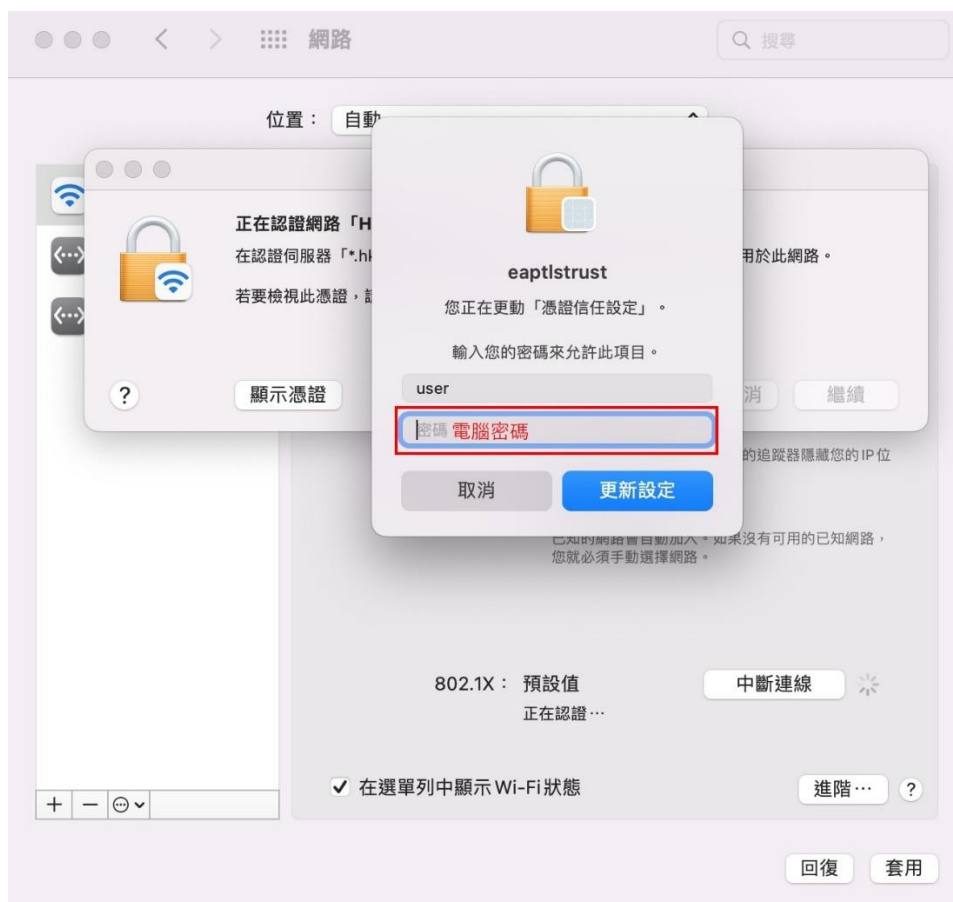 網路
搜尋
位置： 自動
正在認證網路「H
在認證伺服器「*.hk
用於此網路。
若要檢視此憑證，
eaptlstrust
您正在更動「憑證信任設定」。
輸入您的密碼來允許此項目。
user
密碼 電腦密碼
取消
更新設定
?
顯示憑證
消
繼續
的追蹤器隱藏您的 IP 位
已知的網路會自動加入。如果沒有可用的已知網路，
您就必須手動選擇網路。
802.1X： 預設值
中斷連線
正在認證…
在選單列中顯示 Wi-Fi 狀態
進階…
?
回復
套用